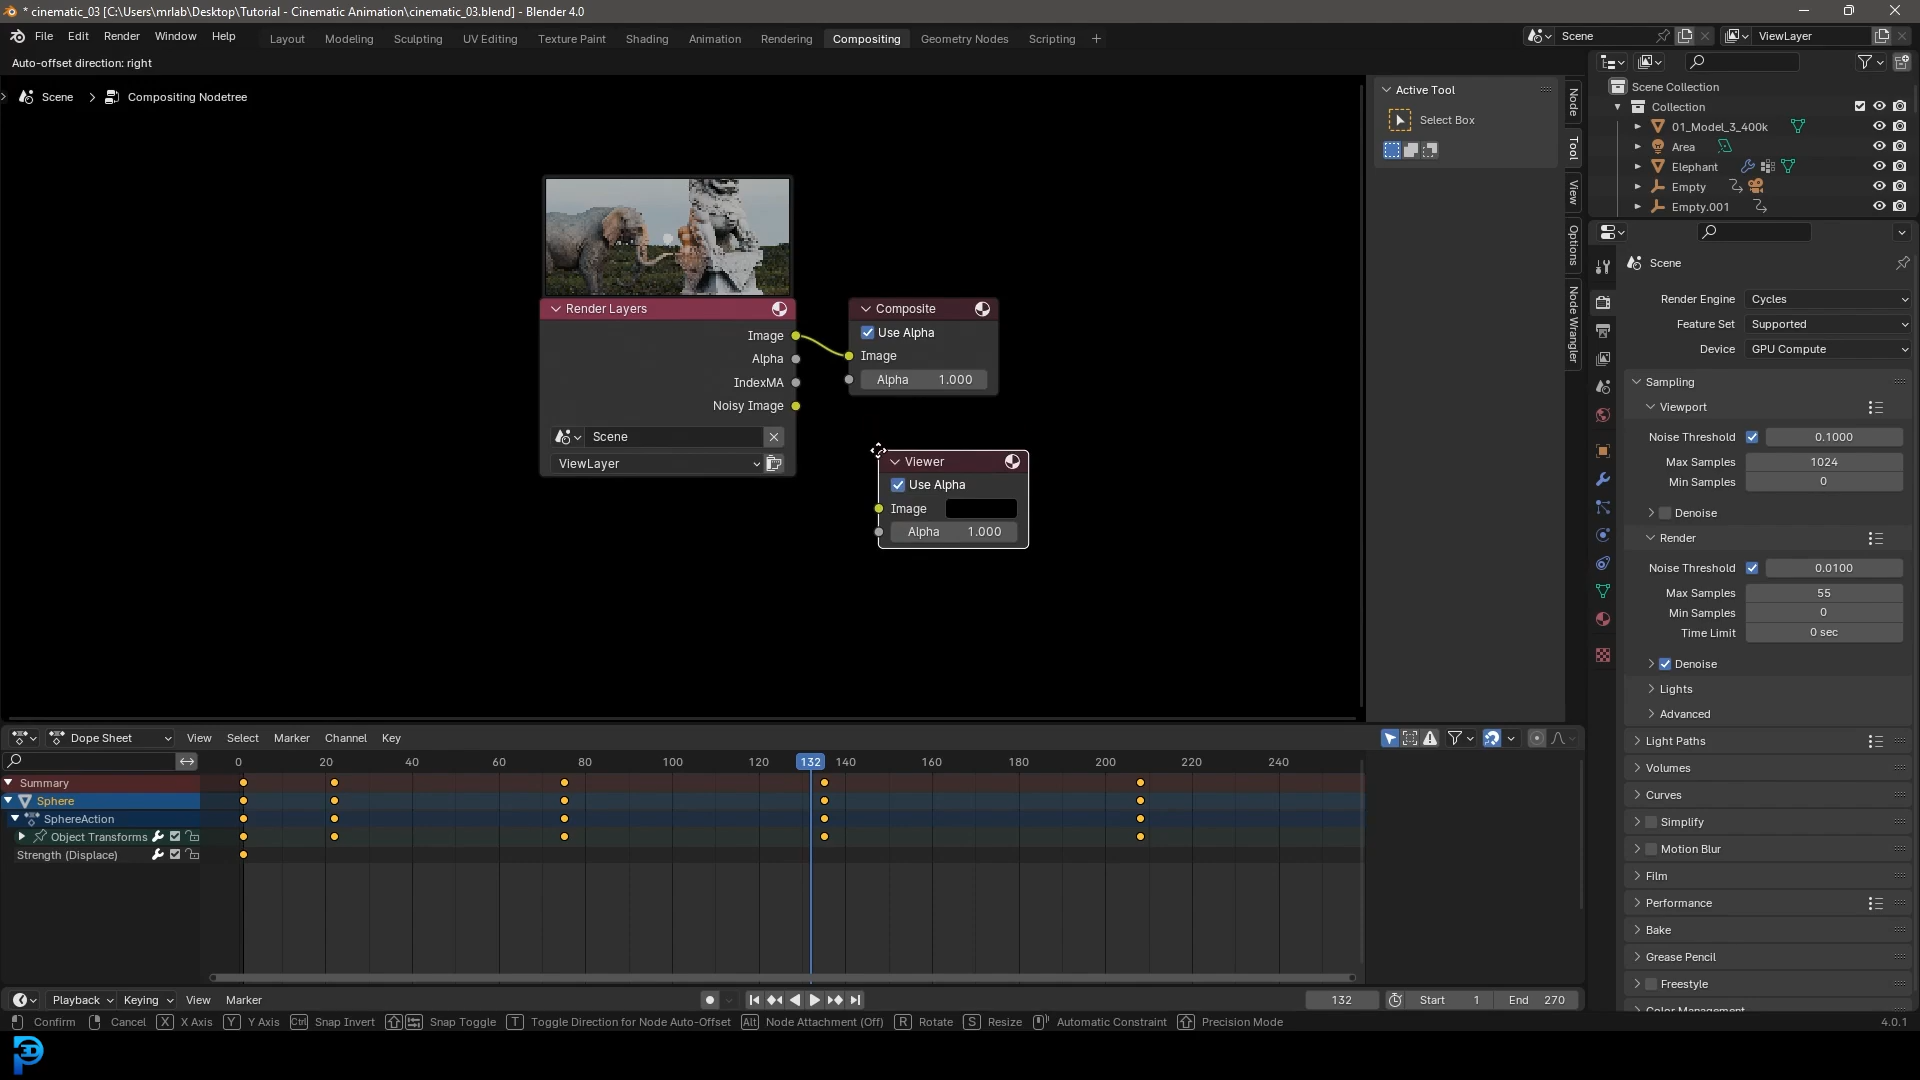 * cinematic_03 [C:\Users\mrlab\Desktop\Tutorial - Cinematic Animation\cinematic_03.blend] - Blender 4.0
File Edit Render Window Help Layout Modeling Sculpting UV Editing Texture Paint Shading Animation Rendering Compositing Geometry Nodes Scripting + Scene ViewLayer
Auto-offset direction: right
Scene > Compositing Nodetree
Active Tool
Select Box
Node
Tool
View
Options
Node Wrangler
Render Layers
Image
Alpha
IndexMA
Noisy Image
Scene
ViewLayer
Composite
Use Alpha
Image
Alpha 1.000
Viewer
Use Alpha
Image
Alpha 1.000
Scene Collection
Collection
01_Model_3_400k
Area
Elephant
Empty
Empty.001
Scene
Render Engine Cycles
Feature Set Supported
Device GPU Compute
Sampling
Viewport
Noise Threshold 0.1000
Max Samples 1024
Min Samples 0
Denoise
Render
Noise Threshold 0.0100
Max Samples 55
Min Samples 0
Time Limit 0 sec
Denoise
Lights
Advanced
Light Paths
Volumes
Curves
Simplify
Motion Blur
Film
Performance
Bake
Grease Pencil
Freestyle
Color Management
Dope Sheet View Select Marker Channel Key
0 20 40 60 80 100 120 132 140 160 180 200 220 240
Summary
Sphere
SphereAction
Object Transforms
Strength (Displace)
Playback Keying View Marker 132 Start 1 End 270
Confirm Cancel X X Axis Y Y Axis Ctrl Snap Invert Snap Toggle T Toggle Direction for Node Auto-Offset Alt Node Attachment (Off) R Rotate S Resize Automatic Constraint Precision Mode 4.0.1